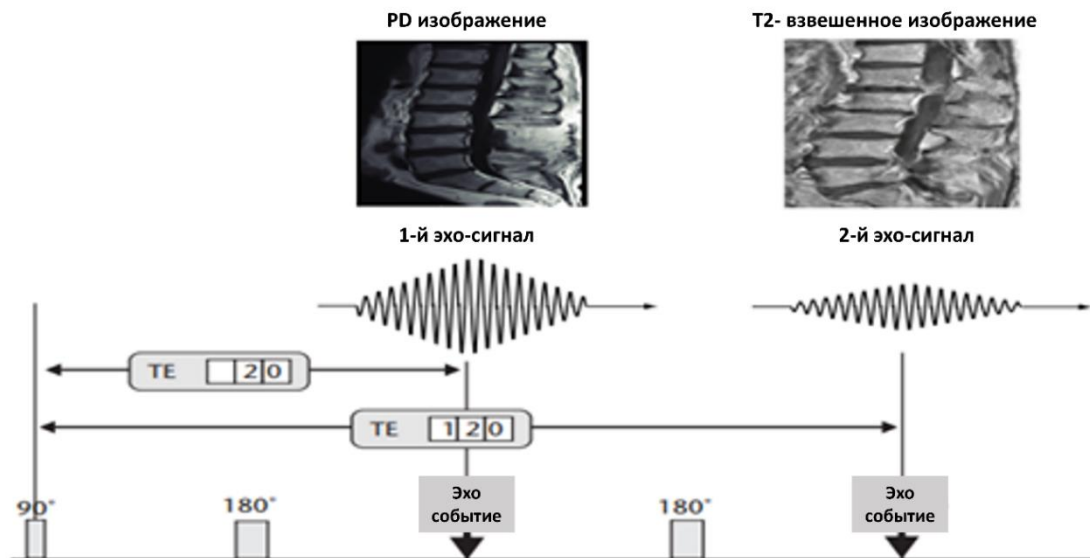 PD изображение
T2- взвешенное изображение
1-й эхо-сигнал
2-й эхо-сигнал
TE 20
TE 120
90°
180°
Эхо
событие
180°
Эхо
событие